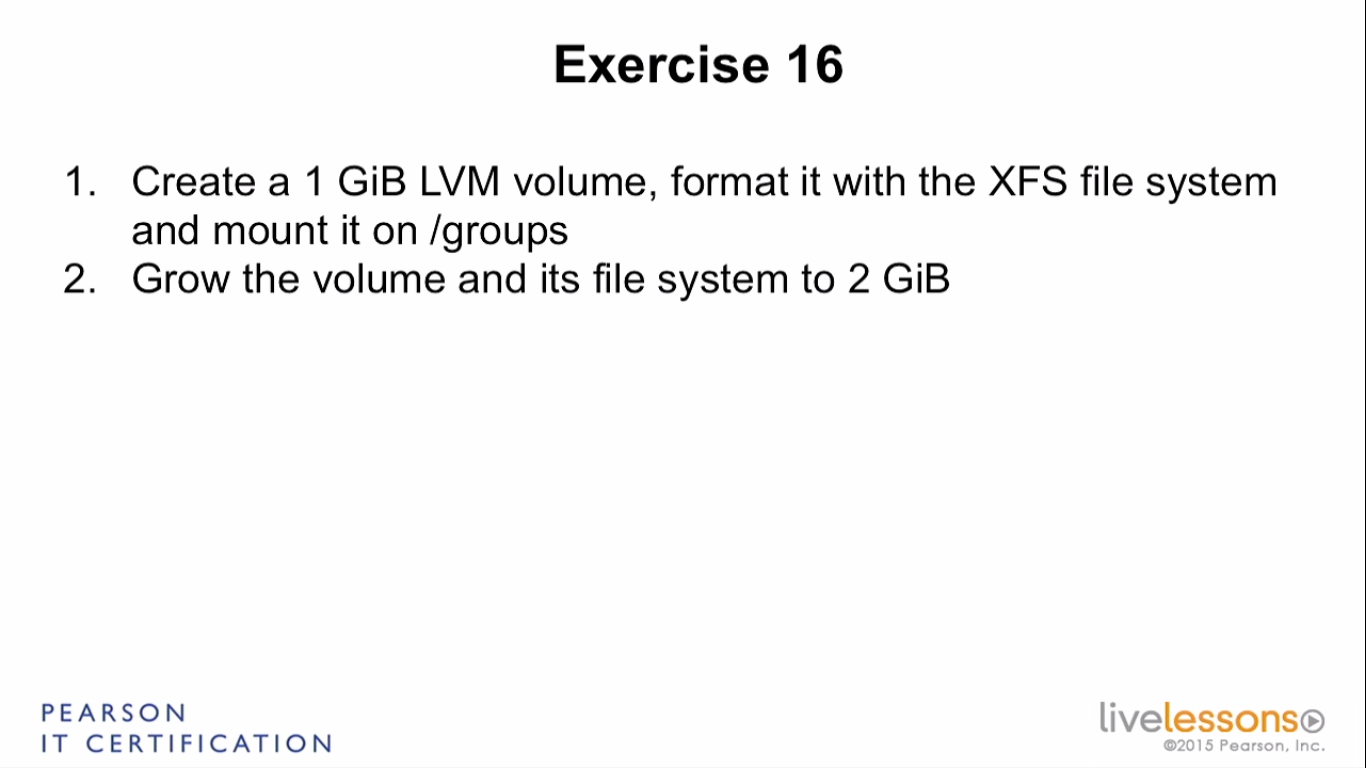 Exercise 16
1. Create a 1 GiB LVM volume, format it with the XFS file system
and mount it on /groups
2. Grow the volume and its file system to 2 GiB
PEARSON
IT CERTIFICATION
livelessons
©2015 Pearson, Inc.